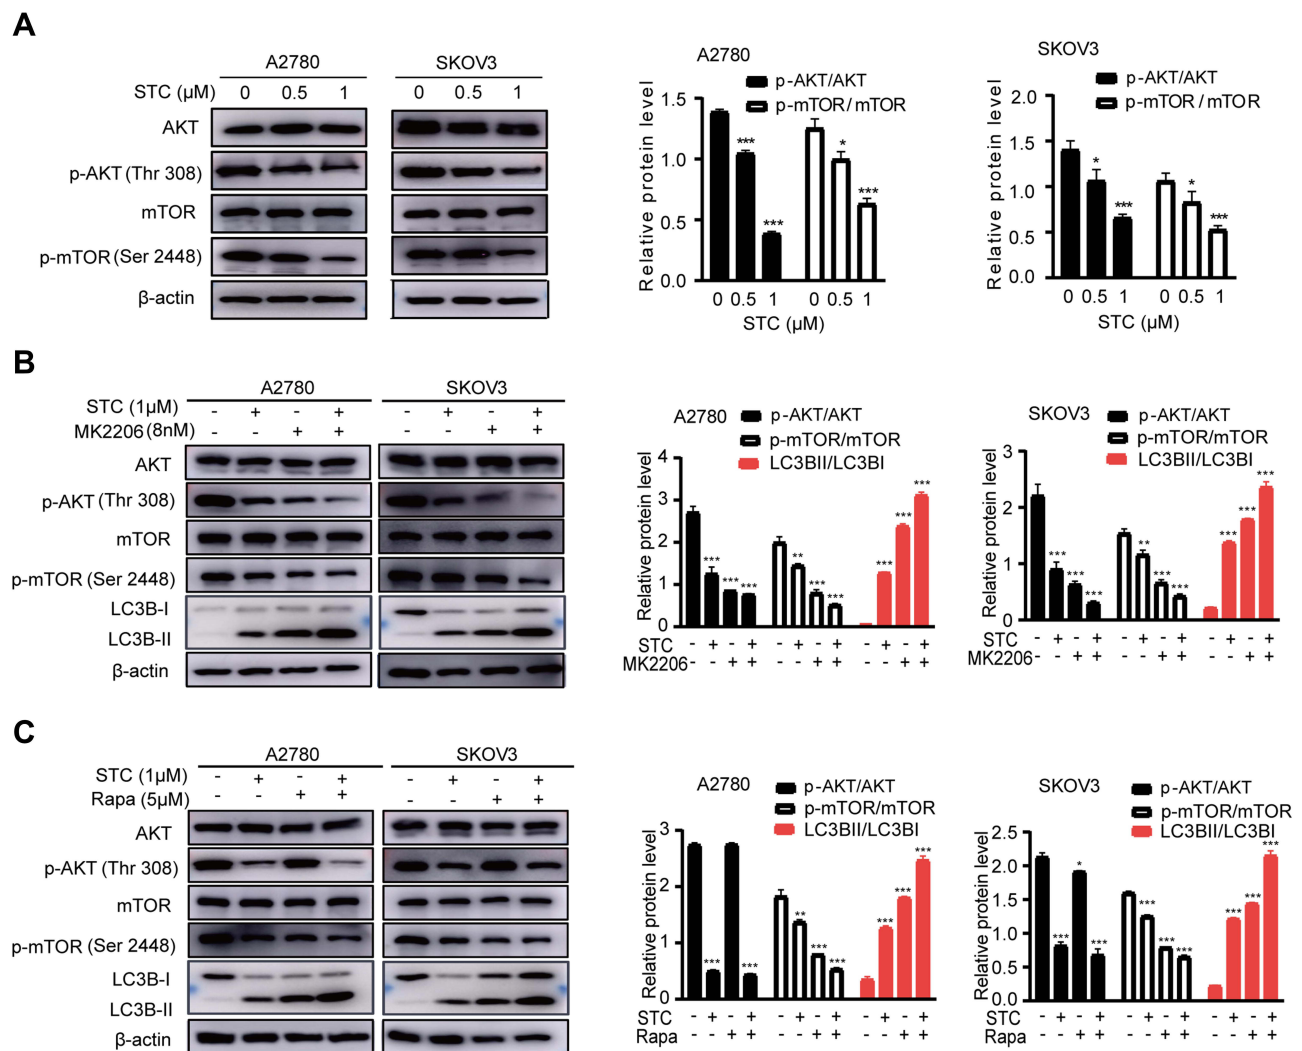 A
A2780 SKOV3
STC (μM) 0 0.5 1 0 0.5 1
AKT
p-AKT (Thr 308)
mTOR
p-mTOR (Ser 2448)
β-actin
A2780
p-AKT/AKT
p-mTOR/mTOR
Relative protein level
1.5
1.0
0.5
0.0
*** *** * ***
0 0.5 1 0 0.5 1
STC (μM)
SKOV3
p-AKT/AKT
p-mTOR/mTOR
Relative protein level
2.0
1.5
1.0
0.5
0.0
* *** * ***
0 0.5 1 0 0.5 1
STC (μM)
B
A2780 SKOV3
STC (1μM) - + - + - + - +
MK2206 (8nM) - - + + - - + +
AKT
p-AKT (Thr 308)
mTOR
p-mTOR (Ser 2448)
LC3B-I
LC3B-II
β-actin
A2780
p-AKT/AKT
p-mTOR/mTOR
LC3BII/LC3BI
Relative protein level
4
3
2
1
0
*** *** *** ** *** *** *** *** ***
STC - + - + - + - + - + - +
MK2206 - - + + - - + + - - + +
SKOV3
p-AKT/AKT
p-mTOR/mTOR
LC3BII/LC3BI
Relative protein level
3
2
1
0
*** *** *** ** *** *** *** *** ***
STC - + - + - + - + - + - +
MK2206 - - + + - - + + - - + +
C
A2780 SKOV3
STC (1μM) - + - + - + - +
Rapa (5μM) - - + + - - + +
AKT
p-AKT (Thr 308)
mTOR
p-mTOR (Ser 2448)
LC3B-I
LC3B-II
β-actin
A2780
p-AKT/AKT
p-mTOR/mTOR
LC3BII/LC3BI
Relative protein level
3
2
1
0
*** *** ** *** *** *** *** ***
STC - + - + - + - + - + - +
Rapa - - + + - - + + - - + +
SKOV3
p-AKT/AKT
p-mTOR/mTOR
LC3BII/LC3BI
Relative protein level
2.5
2.0
1.5
1.0
0.5
0.0
*** * *** *** *** *** *** *** ***
STC - + - + - + - + - + - +
Rapa - - + + - - + + - - + +